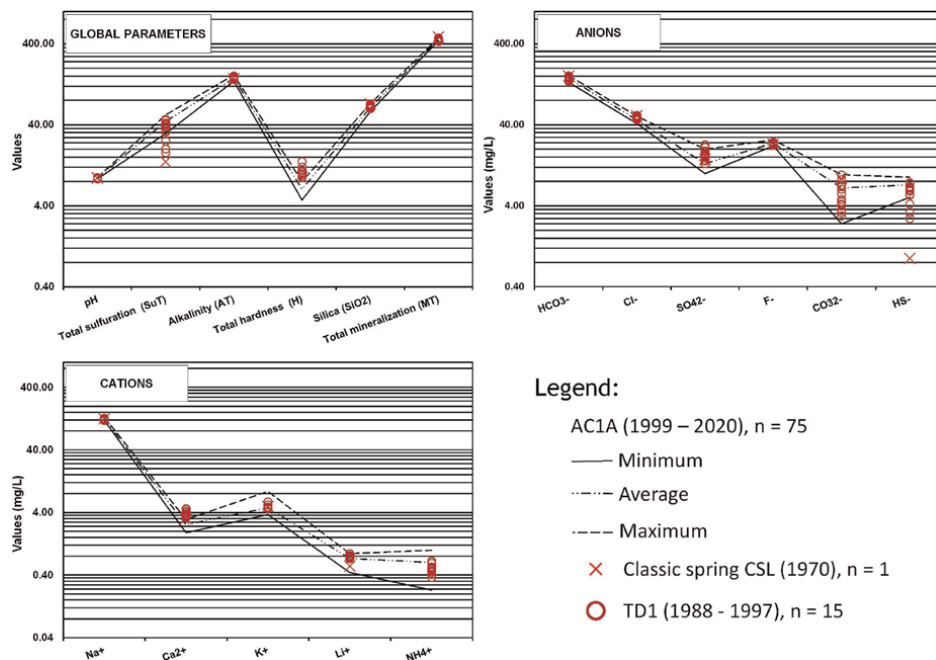 GLOBAL PARAMETERS
400.00
40.00
4.00
0.40
Values
pH
Total sulfuration (SuT)
Alkalinity (AT)
Total hardness (H)
Silica (SiO2)
Total mineralization (MT)
ANIONS
400.00
40.00
4.00
0.40
Values (mg/L)
HCO3-
Cl-
SO42-
F-
CO32-
HS-
CATIONS
400.00
40.00
4.00
0.40
0.04
Values (mg/L)
Na+
Ca2+
K+
Li+
NH4+
Legend:
AC1A (1999 – 2020), n = 75
Minimum
Average
Maximum
Classic spring CSL (1970), n = 1
TD1 (1988 - 1997), n = 15